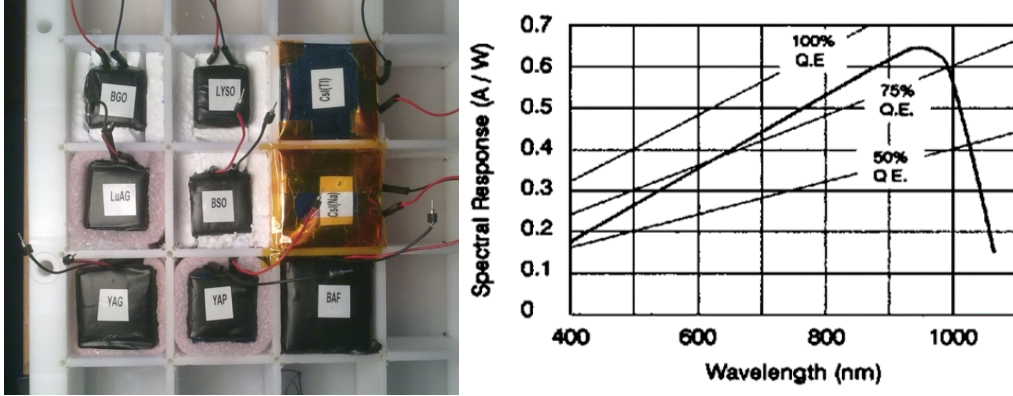 BGO
LYSO
CsI(Tl)
LuAG
BSO
CsI(Na)
YAG
YAP
BAF
Spectral Response (A / W)
0.7
0.6
0.5
0.4
0.3
0.2
0.1
0
100%
Q.E
75%
Q.E.
50%
Q E.
400
600
800
1000
Wavelength (nm)